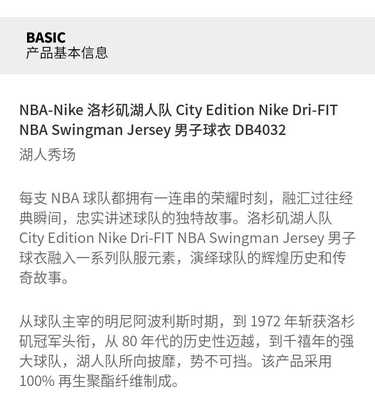 BASIC
产品基本信息
NBA-Nike 洛杉矶湖人队 City Edition Nike Dri-FIT
NBA Swingman Jersey 男子球衣 DB4032
湖人秀场
每支 NBA 球队都拥有一连串的荣耀时刻，融汇过往经
典瞬间，忠实讲述球队的独特故事。洛杉矶湖人队
City Edition Nike Dri-FIT NBA Swingman Jersey 男子
球衣融入一系列队服元素，演绎球队的辉煌历史和传
奇故事。
从球队主宰的明尼阿波利斯时期，到 1972 年斩获洛杉
矶冠军头衔，从 80 年代的历史性迈越，到千禧年的强
大球队，湖人队所向披靡，势不可挡。该产品采用
100% 再生聚酯纤维制成。